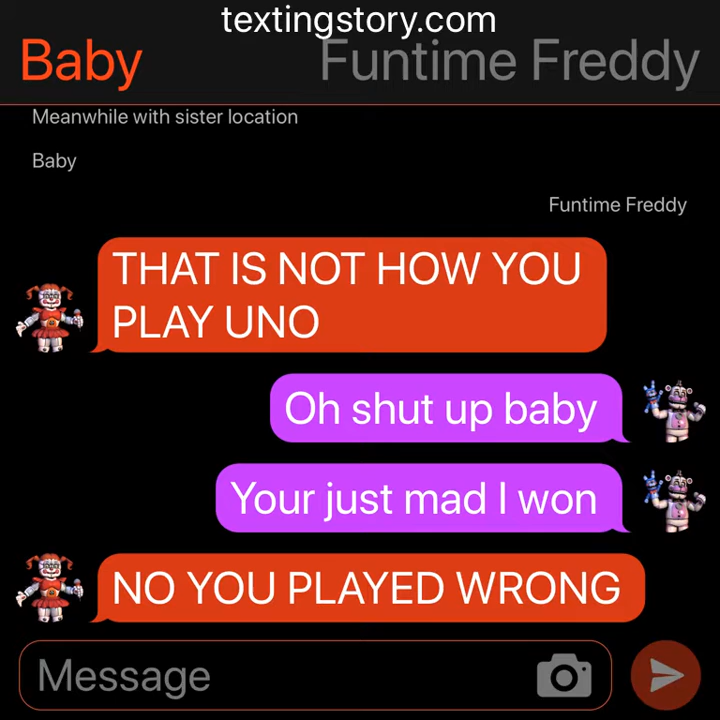 textingstory.com
Baby
Funtime Freddy
Meanwhile with sister location
Baby
Funtime Freddy
THAT IS NOT HOW YOU
PLAY UNO
Oh shut up baby
Your just mad I won
NO YOU PLAYED WRONG
Message